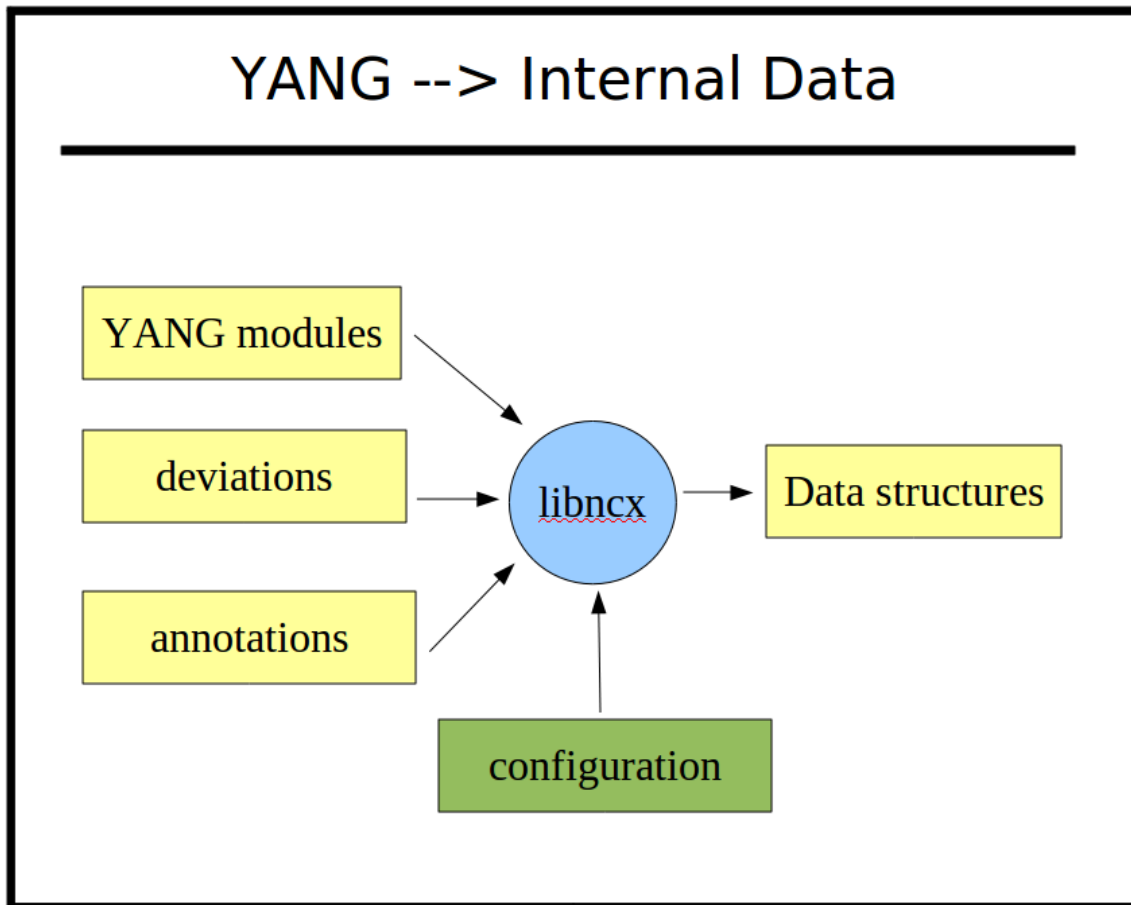 YANG --> Internal Data
YANG modules
deviations
annotations
libncx
Data structures
configuration